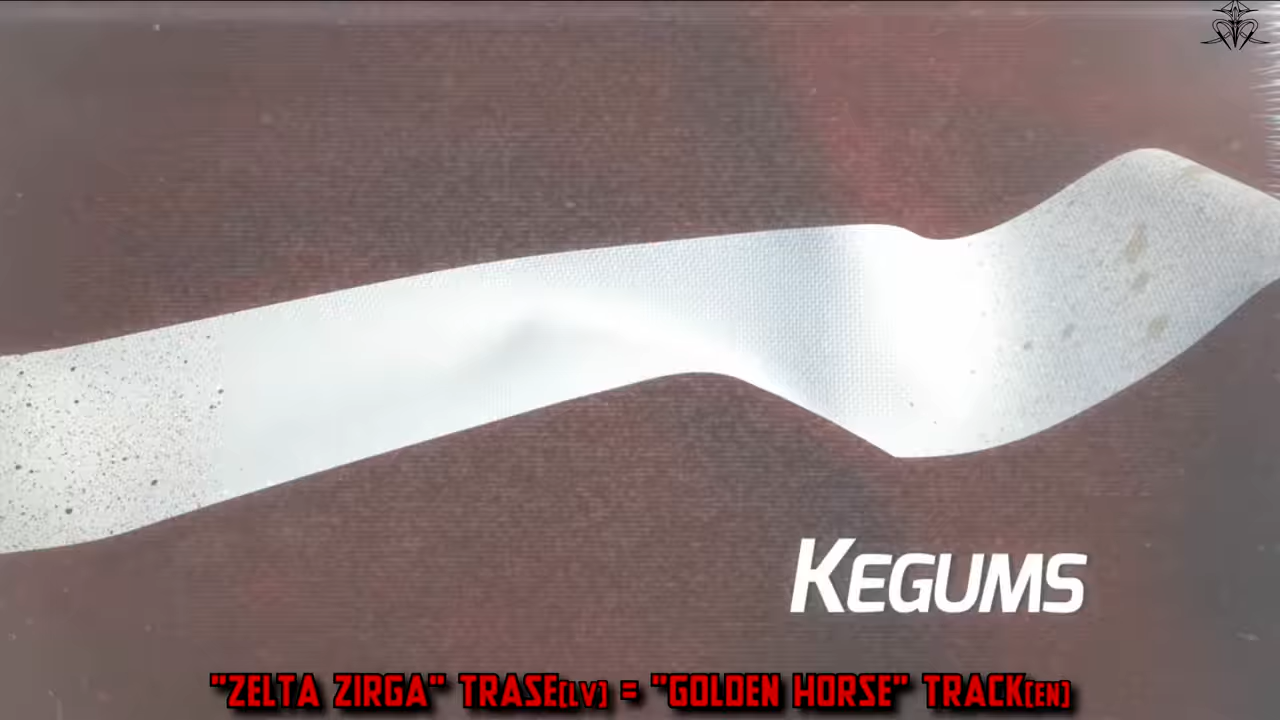 KEGUMS
"ZELTA ZIRGA" TRASE[LV] = "GOLDEN HORSE" TRACK[EN]